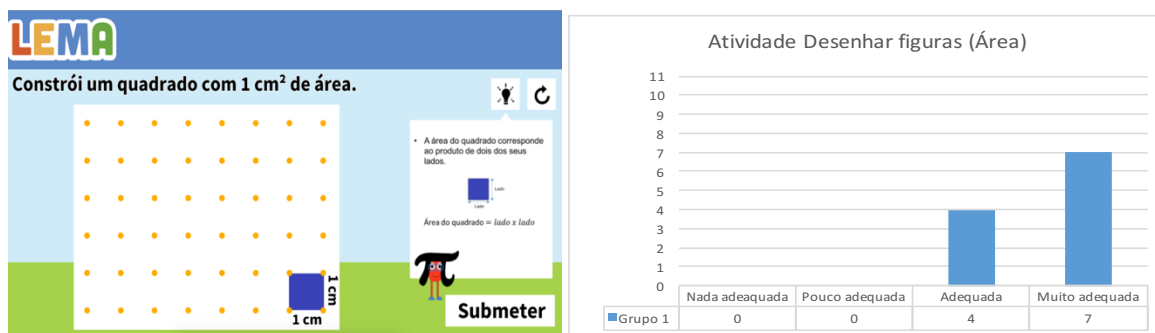 LEMA
Constrói um quadrado com 1 cm² de área.
• A área do quadrado corresponde
ao produto de dois dos seus
lados.
Lado
Lado
Área do quadrado = lado x lado
1 cm
1 cm
Submeter
Atividade Desenhar figuras (Área)
11
10
9
8
7
6
5
4
3
2
1
0
Nada adeaquada Pouco adequada Adequada Muito adequada
Grupo 1 0 0 4 7